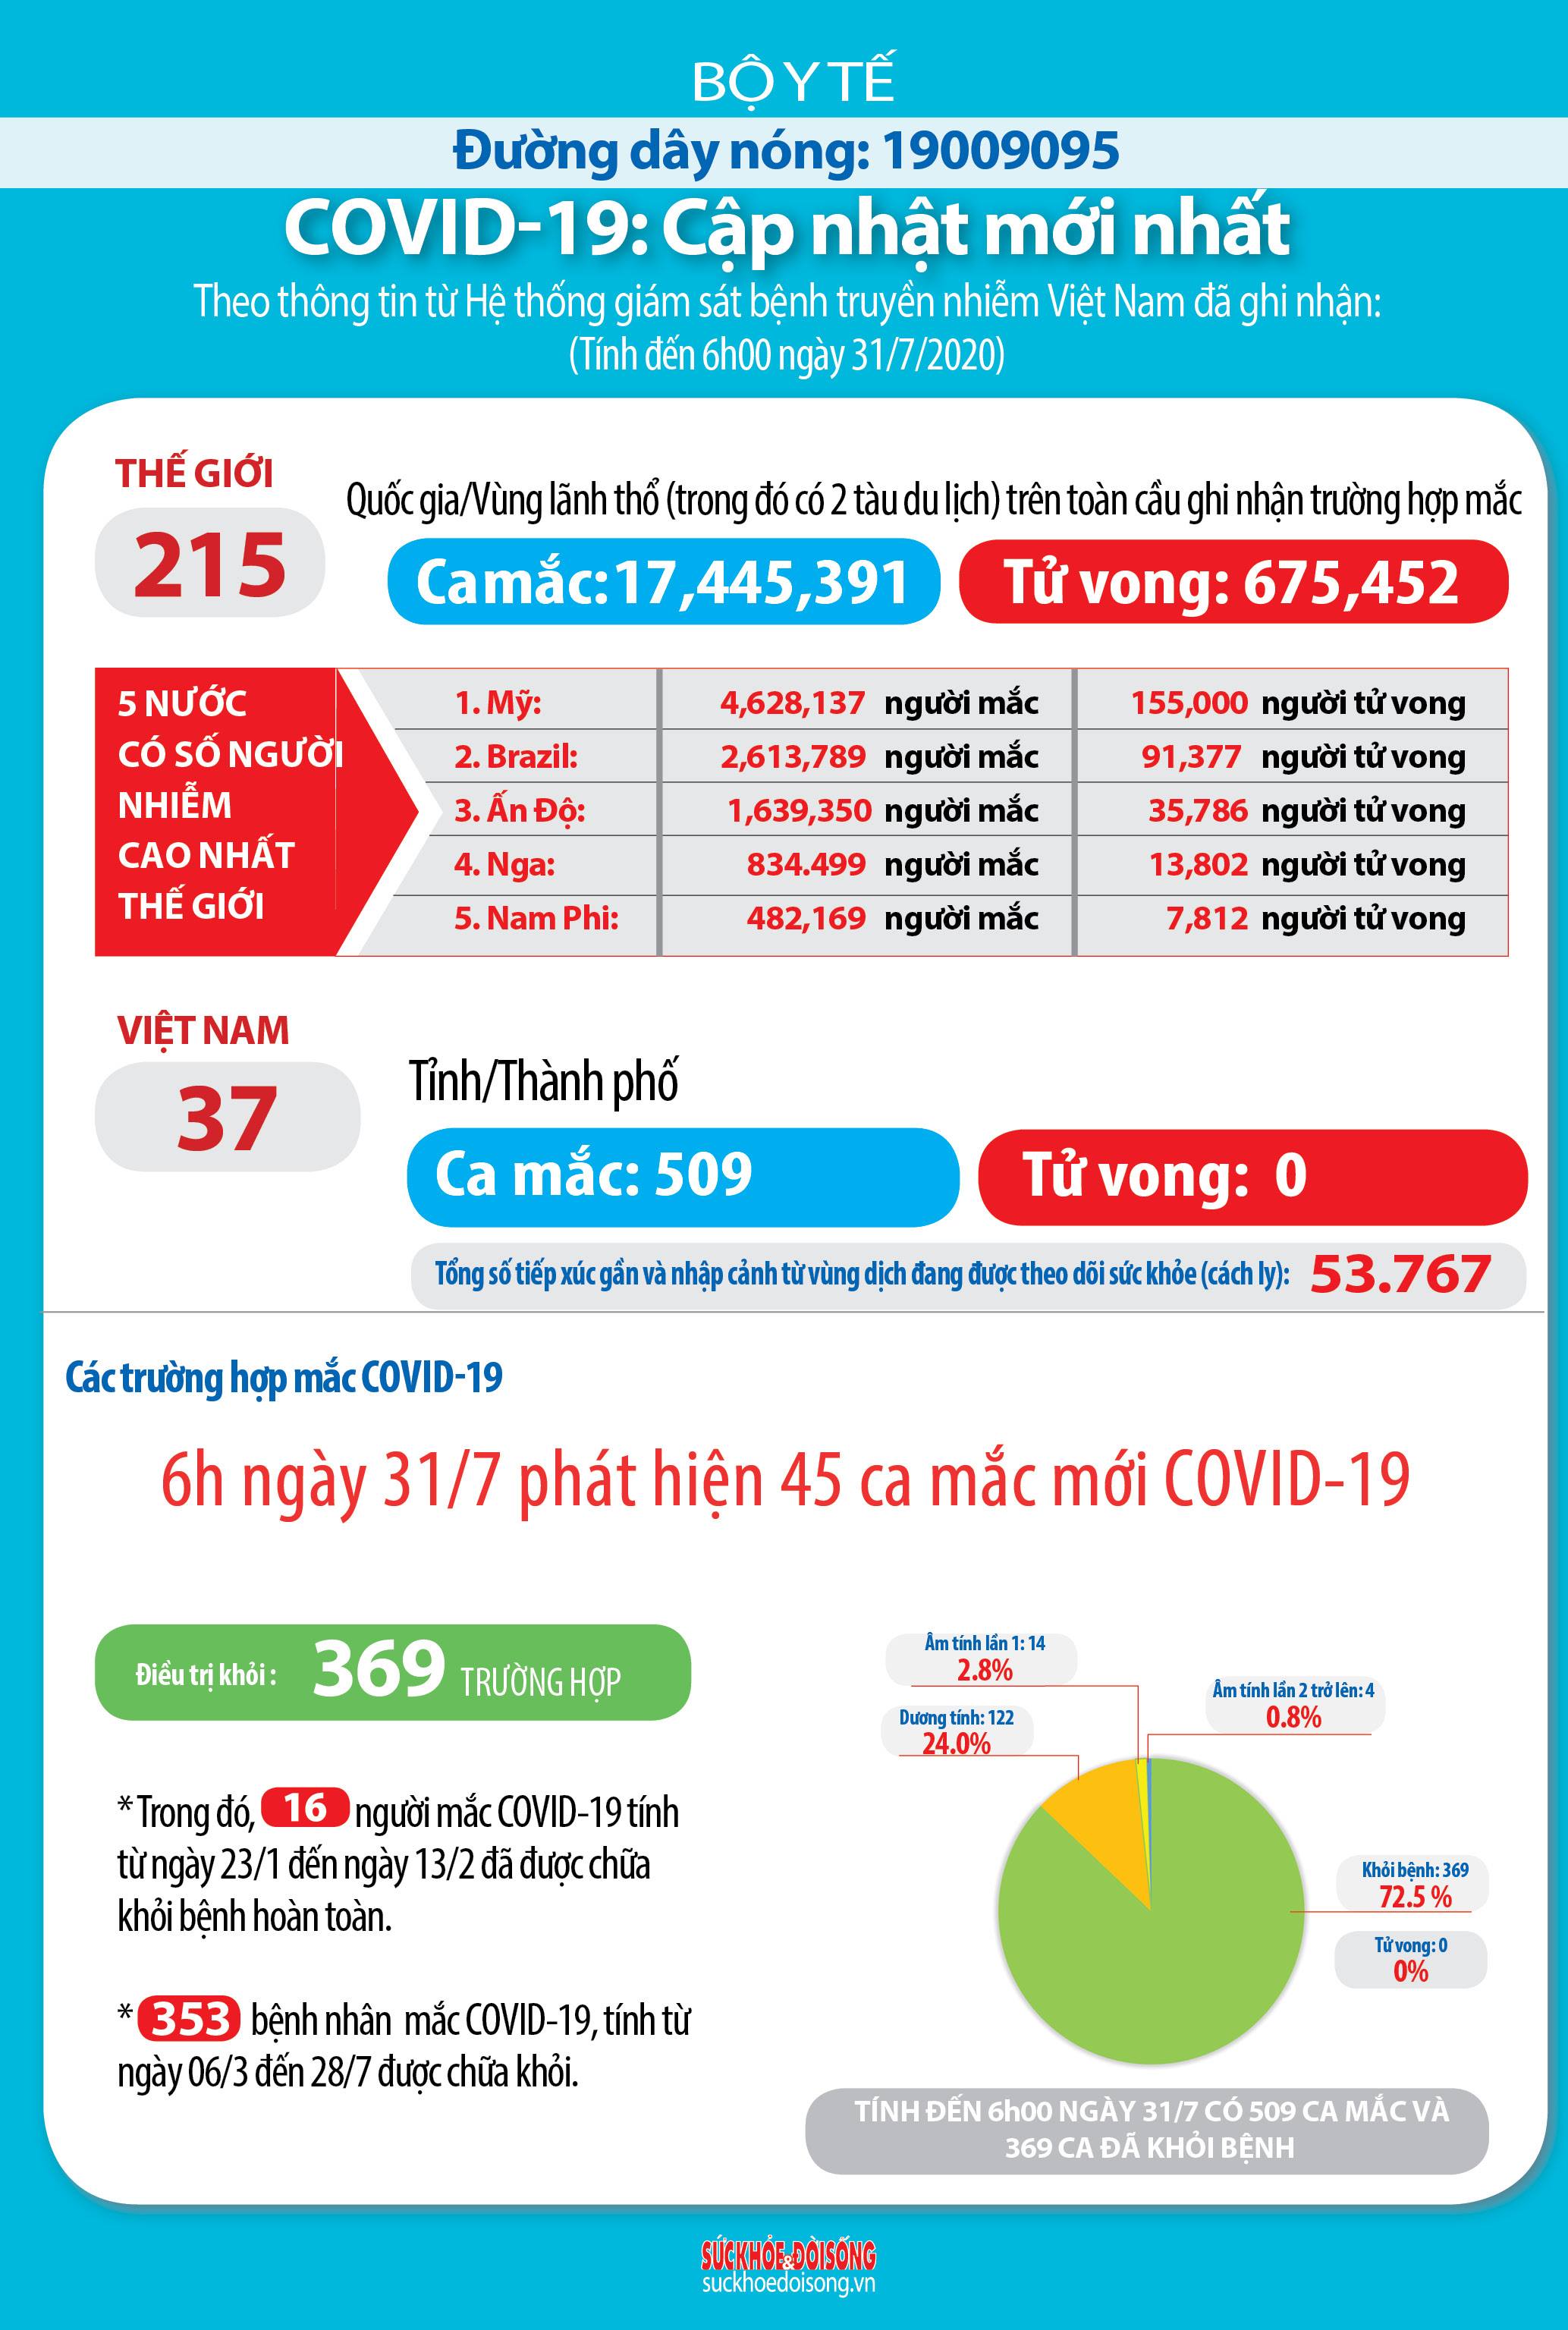 BỘ Y TẾ
Đường dây nóng: 19009095
COVID-19: Cập nhật mới nhất
Theo thông tin từ Hệ thống giám sát bệnh truyền nhiễm Việt Nam đã ghi nhận:
(Tính đến 6h00 ngày 31/7/2020)
THẾ GIỚI
215
Quốc gia/Vùng lãnh thổ (trong đó có 2 tàu du lịch) trên toàn cầu ghi nhận trường hợp mắc
Ca mắc: 17,445,391
Tử vong: 675,452
5 NƯỚC
CÓ SỐ NGƯỜI
NHIỄM
CAO NHẤT
THẾ GIỚI
1. Mỹ: 4,628,137 người mắc 155,000 người tử vong
2. Brazil: 2,613,789 người mắc 91,377 người tử vong
3. Ấn Độ: 1,639,350 người mắc 35,786 người tử vong
4. Nga: 834.499 người mắc 13,802 người tử vong
5. Nam Phi: 482,169 người mắc 7,812 người tử vong
VIỆT NAM
37
Tỉnh/Thành phố
Ca mắc: 509
Tử vong: 0
Tổng số tiếp xúc gần và nhập cảnh từ vùng dịch đang được theo dõi sức khỏe (cách ly): 53.767
Các trường hợp mắc COVID-19
6h ngày 31/7 phát hiện 45 ca mắc mới COVID-19
Điều trị khỏi : 369 TRƯỜNG HỢP
* Trong đó, 16 người mắc COVID-19 tính
từ ngày 23/1 đến ngày 13/2 đã được chữa
khỏi bệnh hoàn toàn.
* 353 bệnh nhân mắc COVID-19, tính từ
ngày 06/3 đến 28/7 được chữa khỏi.
Âm tính lần 1: 14
2.8%
Âm tính lần 2 trở lên: 4
0.8%
Dương tính: 122
24.0%
Khỏi bệnh: 369
72.5 %
Tử vong: 0
0%
TÍNH ĐẾN 6h00 NGÀY 31/7 CÓ 509 CA MẮC VÀ
369 CA ĐÃ KHỎI BỆNH
SỨC KHỎE & ĐỜI SỐNG
suckhoedoisong.vn